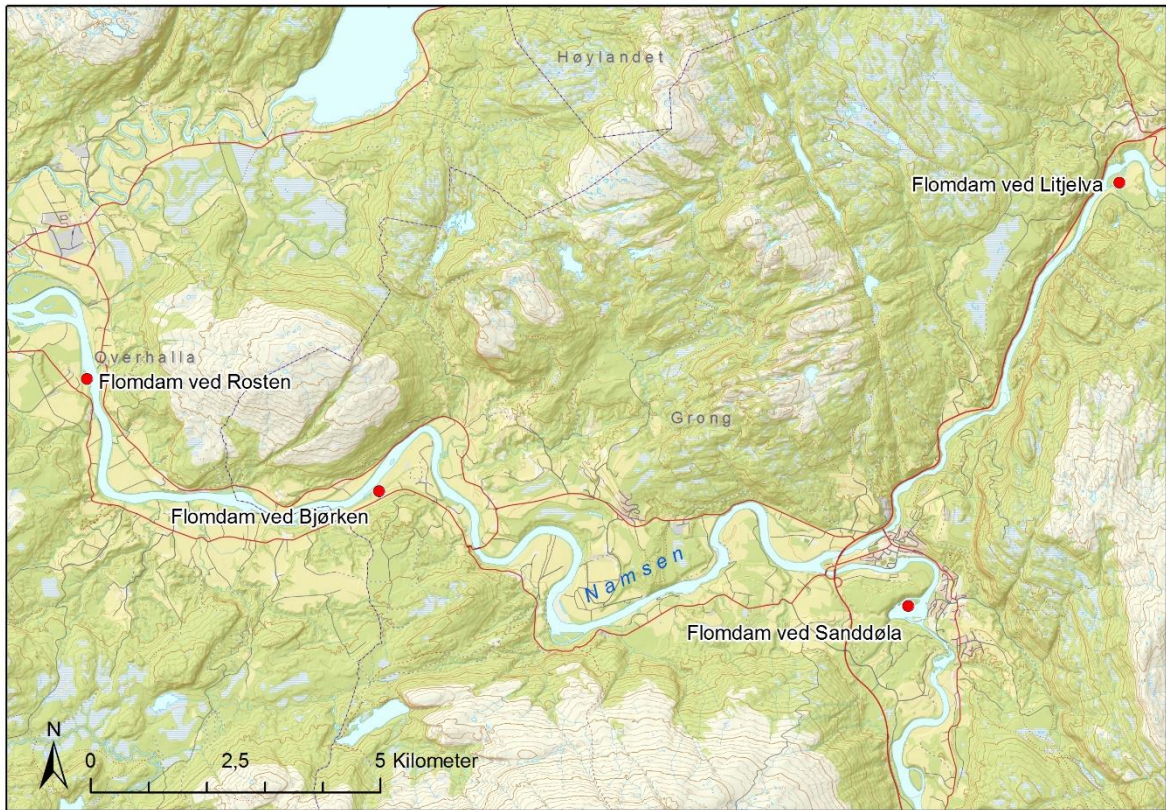 Høylandet
Flomdam ved Litjelva
Overhalla
Flomdam ved Rosten
Grong
Flomdam ved Bjørken
Namsen
Flomdam ved Sanddøla
N
0 2,5 5 Kilometer